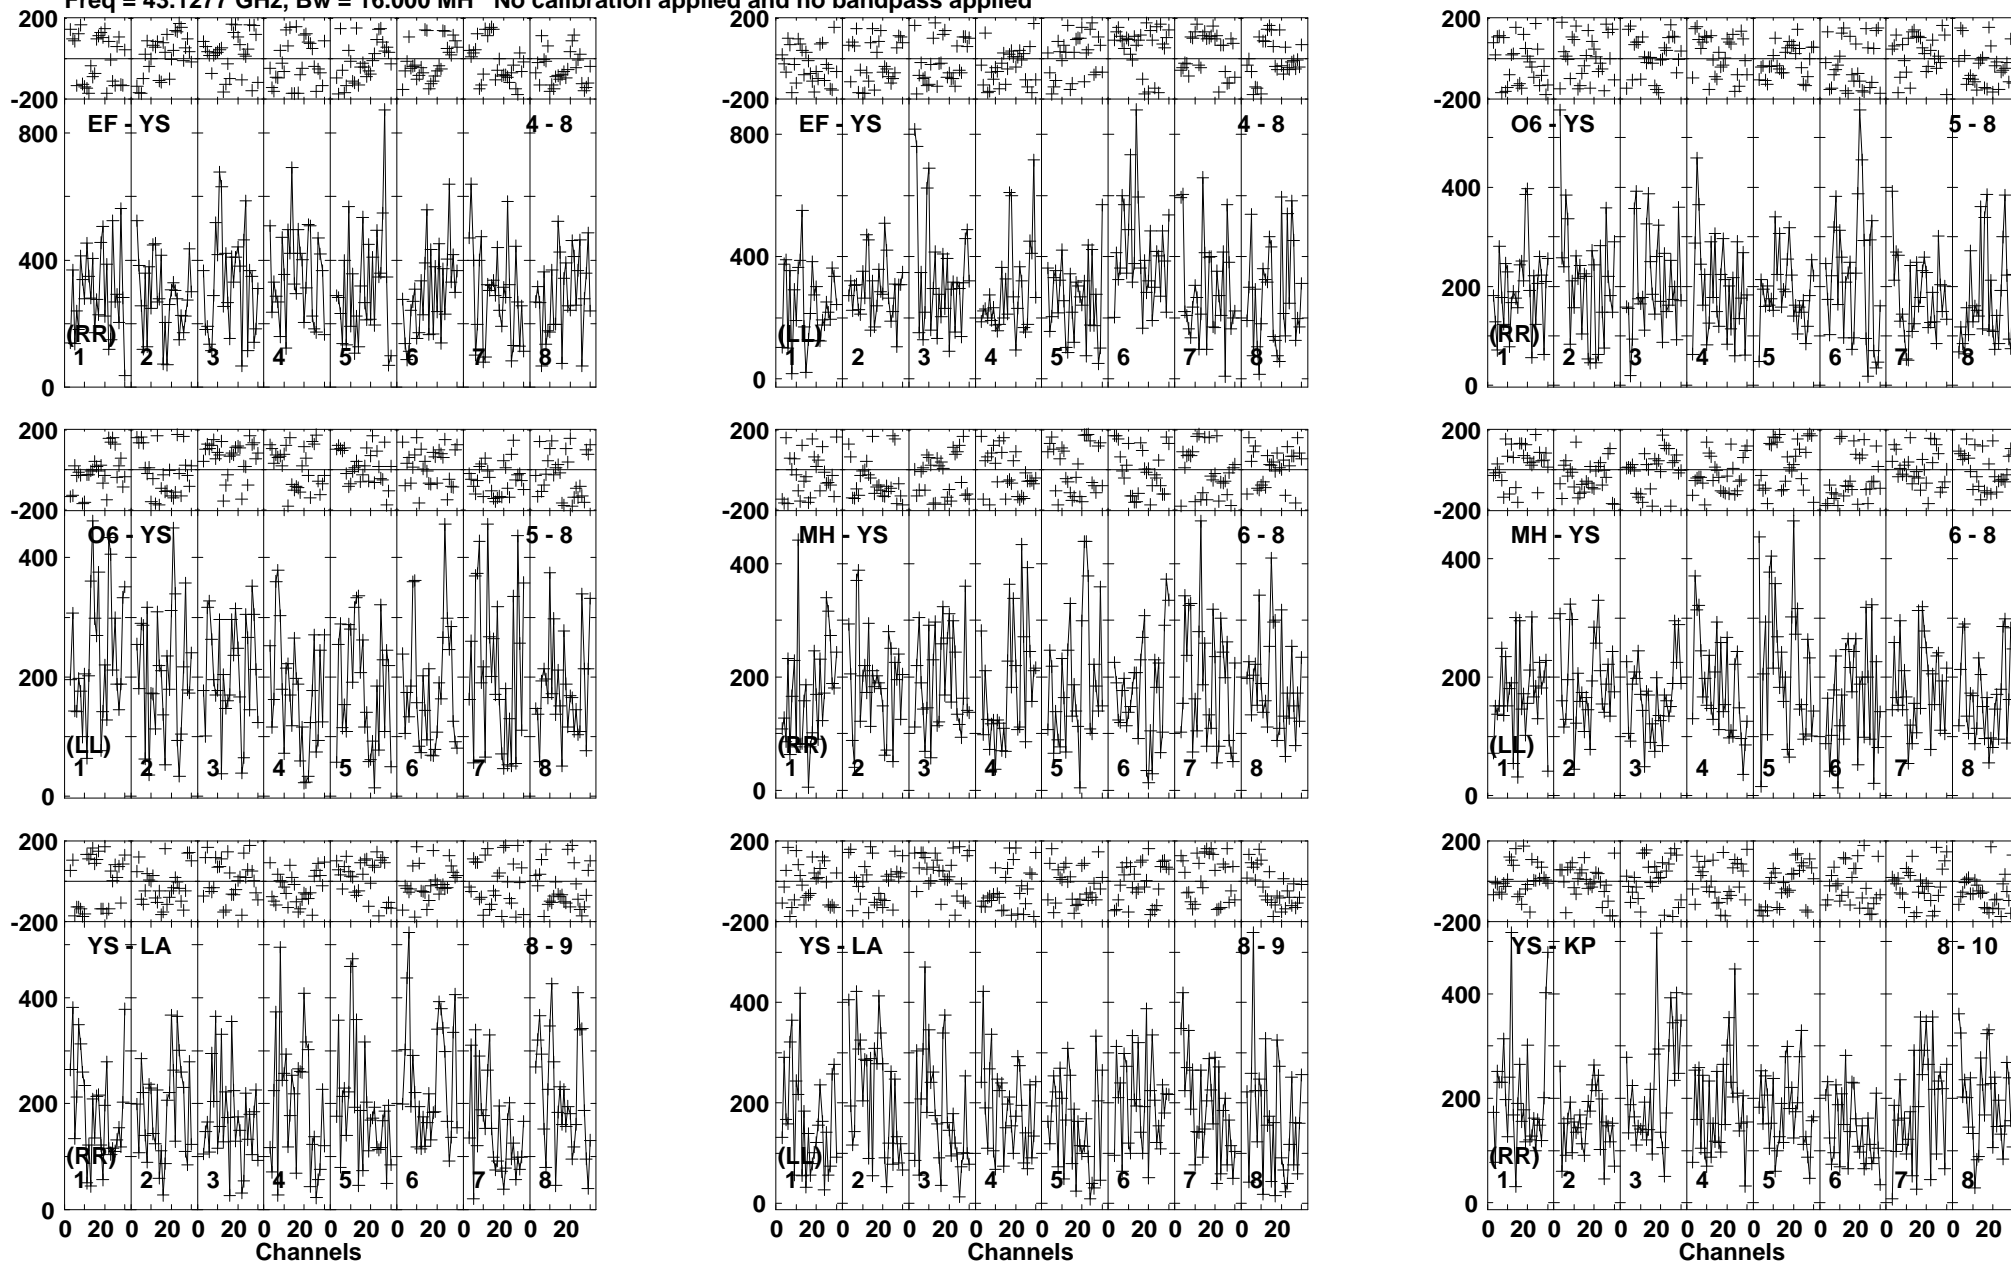 Freq = 43.1277 GHz, Bw = 16.000 MH No calibration applied and no bandpass applied
200 200 200
-200 -200 -200
800 EF - YS 4 - 8 800 EF - YS 4 - 8 O6 - YS 5 - 8
400 400 400
200
(RR) (LL) (RR)
1 2 3 4 5 6 7 8 1 2 3 4 5 6 7 8 1 2 3 4 5 6 7 8
0 0 0
200 200 200
-200 -200 -200
O6 - YS 5 - 8 MH - YS 6 - 8 MH - YS 6 - 8
400 400 400
200 200 200
(LL) (RR) (LL)
1 2 3 4 5 6 7 8 1 2 3 4 5 6 7 8 1 2 3 4 5 6 7 8
0 0 0
200 200 200
-200 -200 -200
YS - LA 8 - 9 YS - LA 8 - 9 YS - KP 8 - 10
400 400 400
200 200 200
(RR) (LL) (RR)
1 2 3 4 5 6 7 8 1 2 3 4 5 6 7 8 1 2 3 4 5 6 7 8
0 0 0
0 20 0 20 0 20 0 20 0 20 0 20 0 20 0 20 0 20 0 20 0 20 0 20 0 20 0 20 0 20 0 20 0 20 0 20 0 20 0 20 0 20 0 20 0 20 0 20
Channels Channels Channels